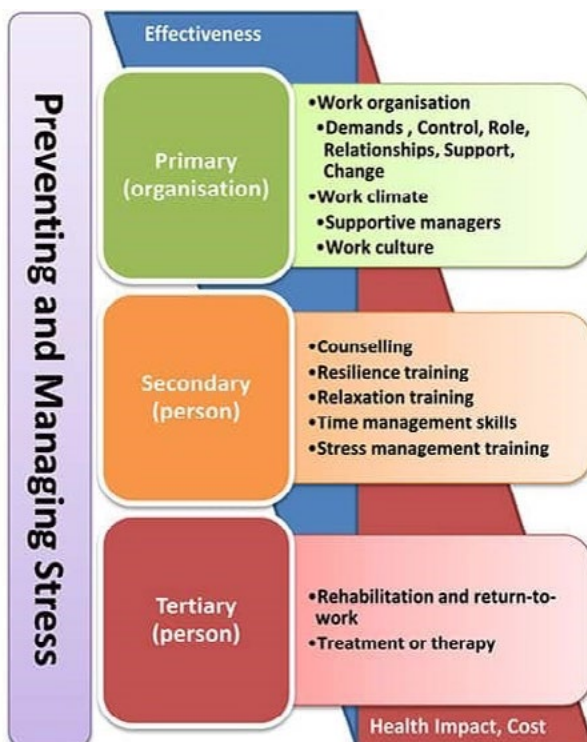 Preventing and Managing Stress
Effectiveness
Primary
(organisation)
•Work organisation
•Demands , Control, Role,
Relationships, Support,
Change
•Work climate
•Supportive managers
•Work culture
Secondary
(person)
•Counselling
•Resilience training
•Relaxation training
•Time management skills
•Stress management training
Tertiary
(person)
•Rehabilitation and return-to-
work
•Treatment or therapy
Health Impact, Cost